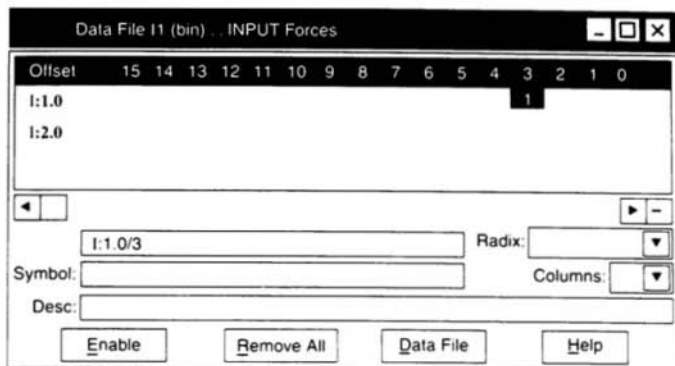 Data File I1 (bin) . . INPUT Forces
Offset 15 14 13 12 11 10 9 8 7 6 5 4 3 2 1 0
I:1.0 1
I:2.0
I:1.0/3 Radix:
Symbol: Columns:
Desc:
Enable Remove All Data File Help